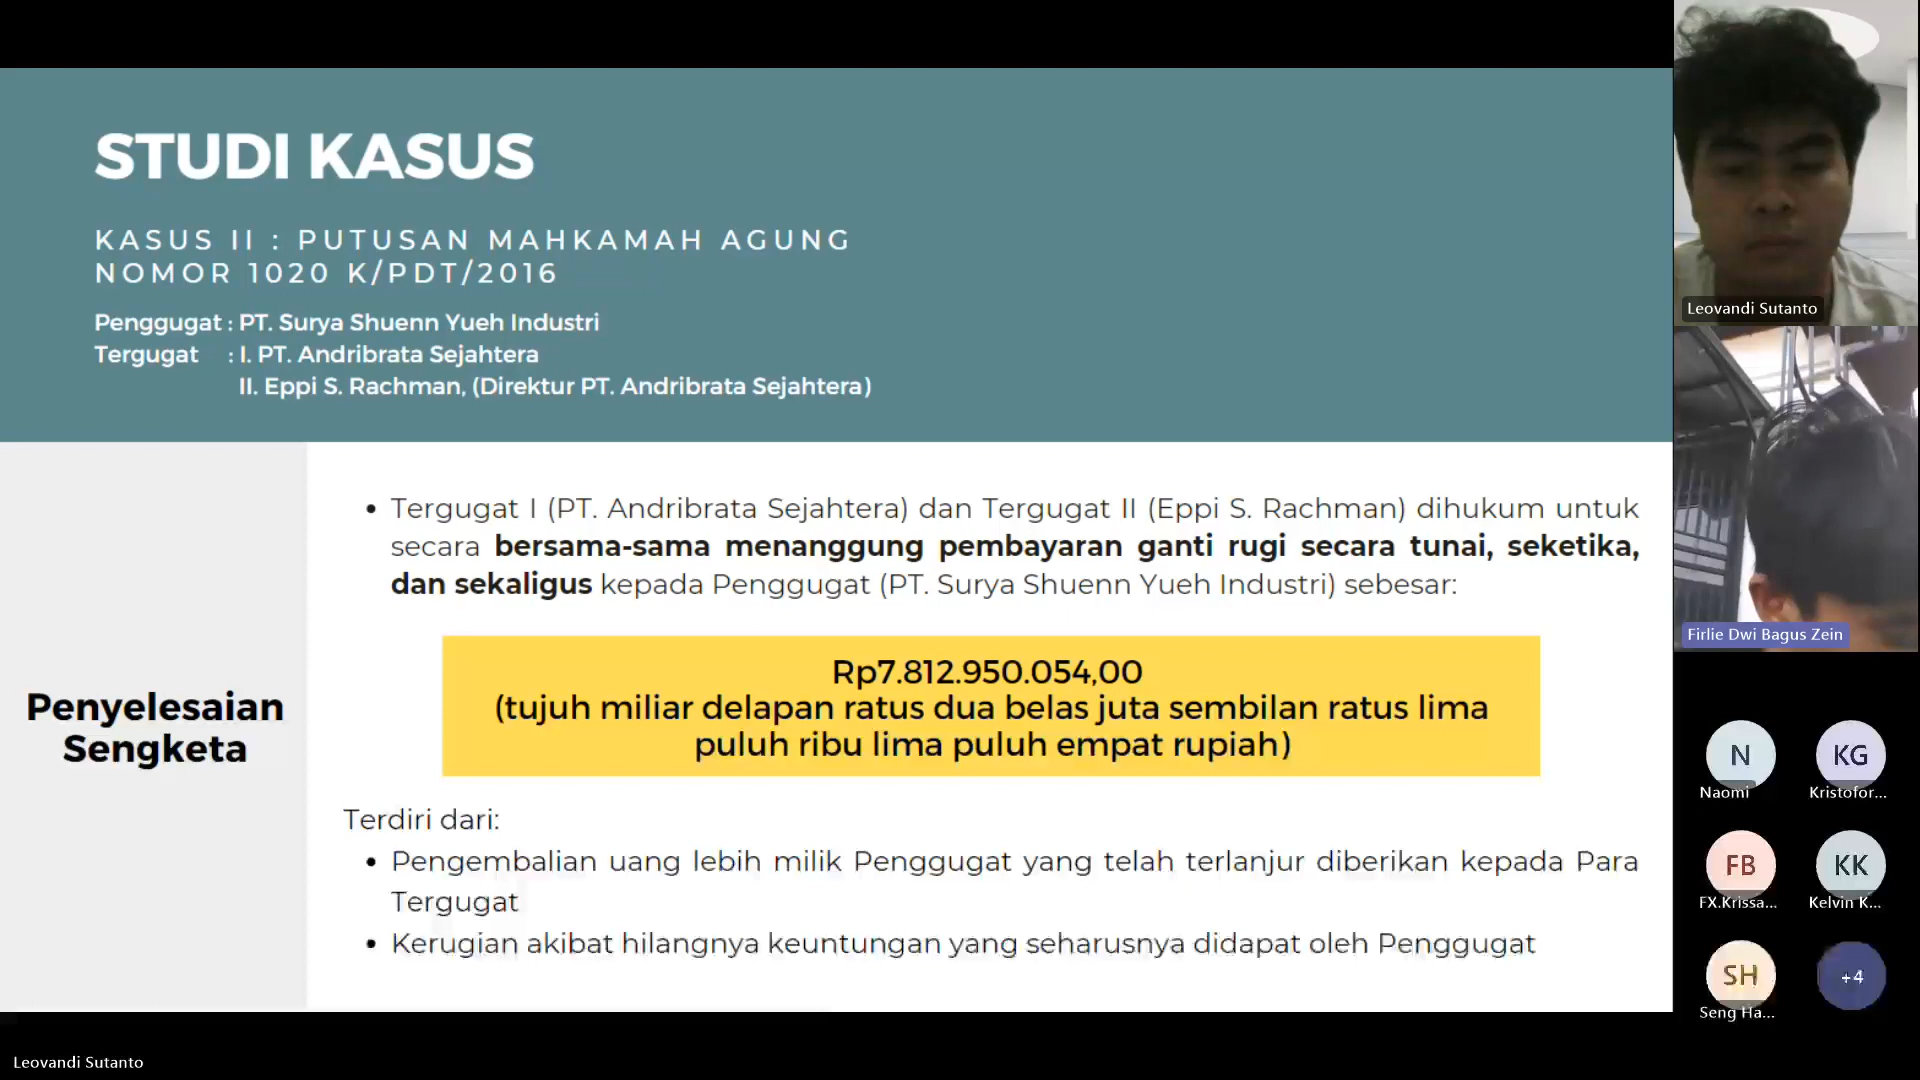 STUDI KASUS
KASUS II : PUTUSAN MAHKAMAH AGUNG
NOMOR 1020 K/PDT/2016
Penggugat : PT. Surya Shuenn Yueh Industri
Tergugat : I. PT. Andribrata Sejahtera
II. Eppi S. Rachman, (Direktur PT. Andribrata Sejahtera)
Penyelesaian
Sengketa
• Tergugat I (PT. Andribrata Sejahtera) dan Tergugat II (Eppi S. Rachman) dihukum untuk
secara bersama-sama menanggung pembayaran ganti rugi secara tunai, seketika,
dan sekaligus kepada Penggugat (PT. Surya Shuenn Yueh Industri) sebesar:
Rp7.812.950.054,00
(tujuh miliar delapan ratus dua belas juta sembilan ratus lima
puluh ribu lima puluh empat rupiah)
Terdiri dari:
• Pengembalian uang lebih milik Penggugat yang telah terlanjur diberikan kepada Para
Tergugat
• Kerugian akibat hilangnya keuntungan yang seharusnya didapat oleh Penggugat
Leovandi Sutanto
Firlie Dwi Bagus Zein
N
Naomi
KG
Kristofor...
FB
FX.Krissa...
KK
Kelvin K...
SH
Seng Ha...
+4
Leovandi Sutanto